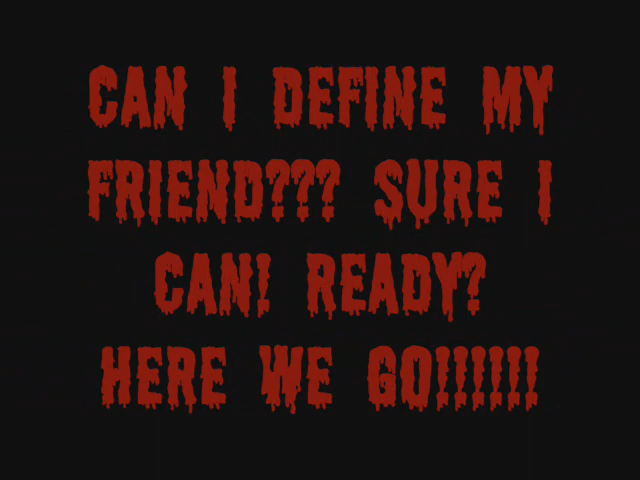 CAN I DEFINE MY
FRIEND??? SURE I
CAN! READY?
HERE WE GO!!!!!!